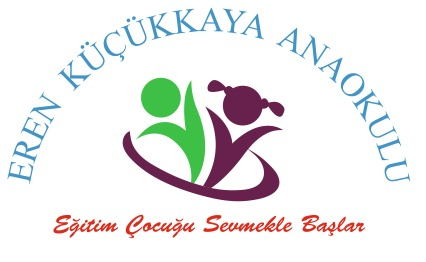 EREN KÜÇÜKKAYA ANAOKULU
Eğitim Çocuğu Sevmekle Başlar